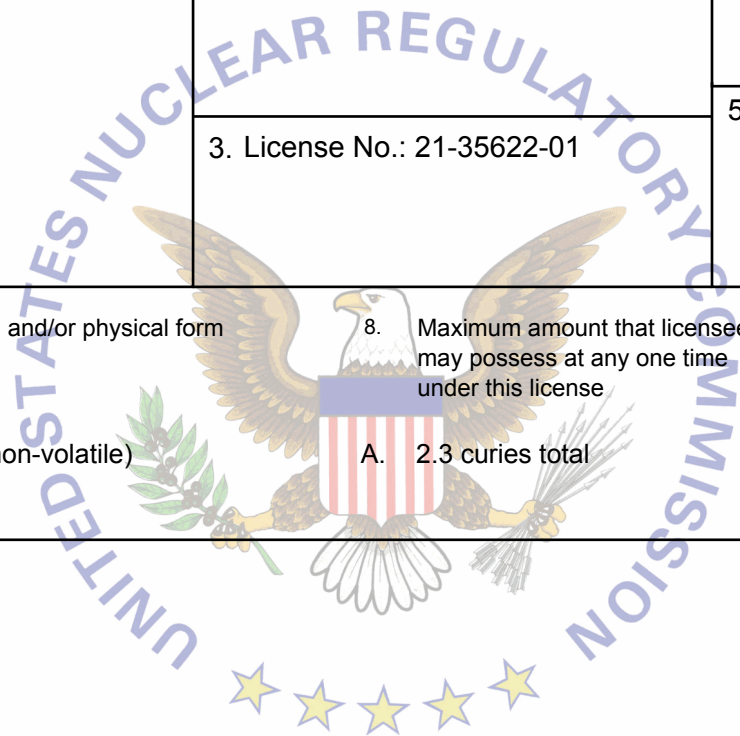 UNITED STATES NUCLEAR REGULATORY COMMISSION
5
3. License No.: 21-35622-01
and/or physical form
8. Maximum amount that licensee
may possess at any one time
under this license
on-volatile)
A. 2.3 curies total